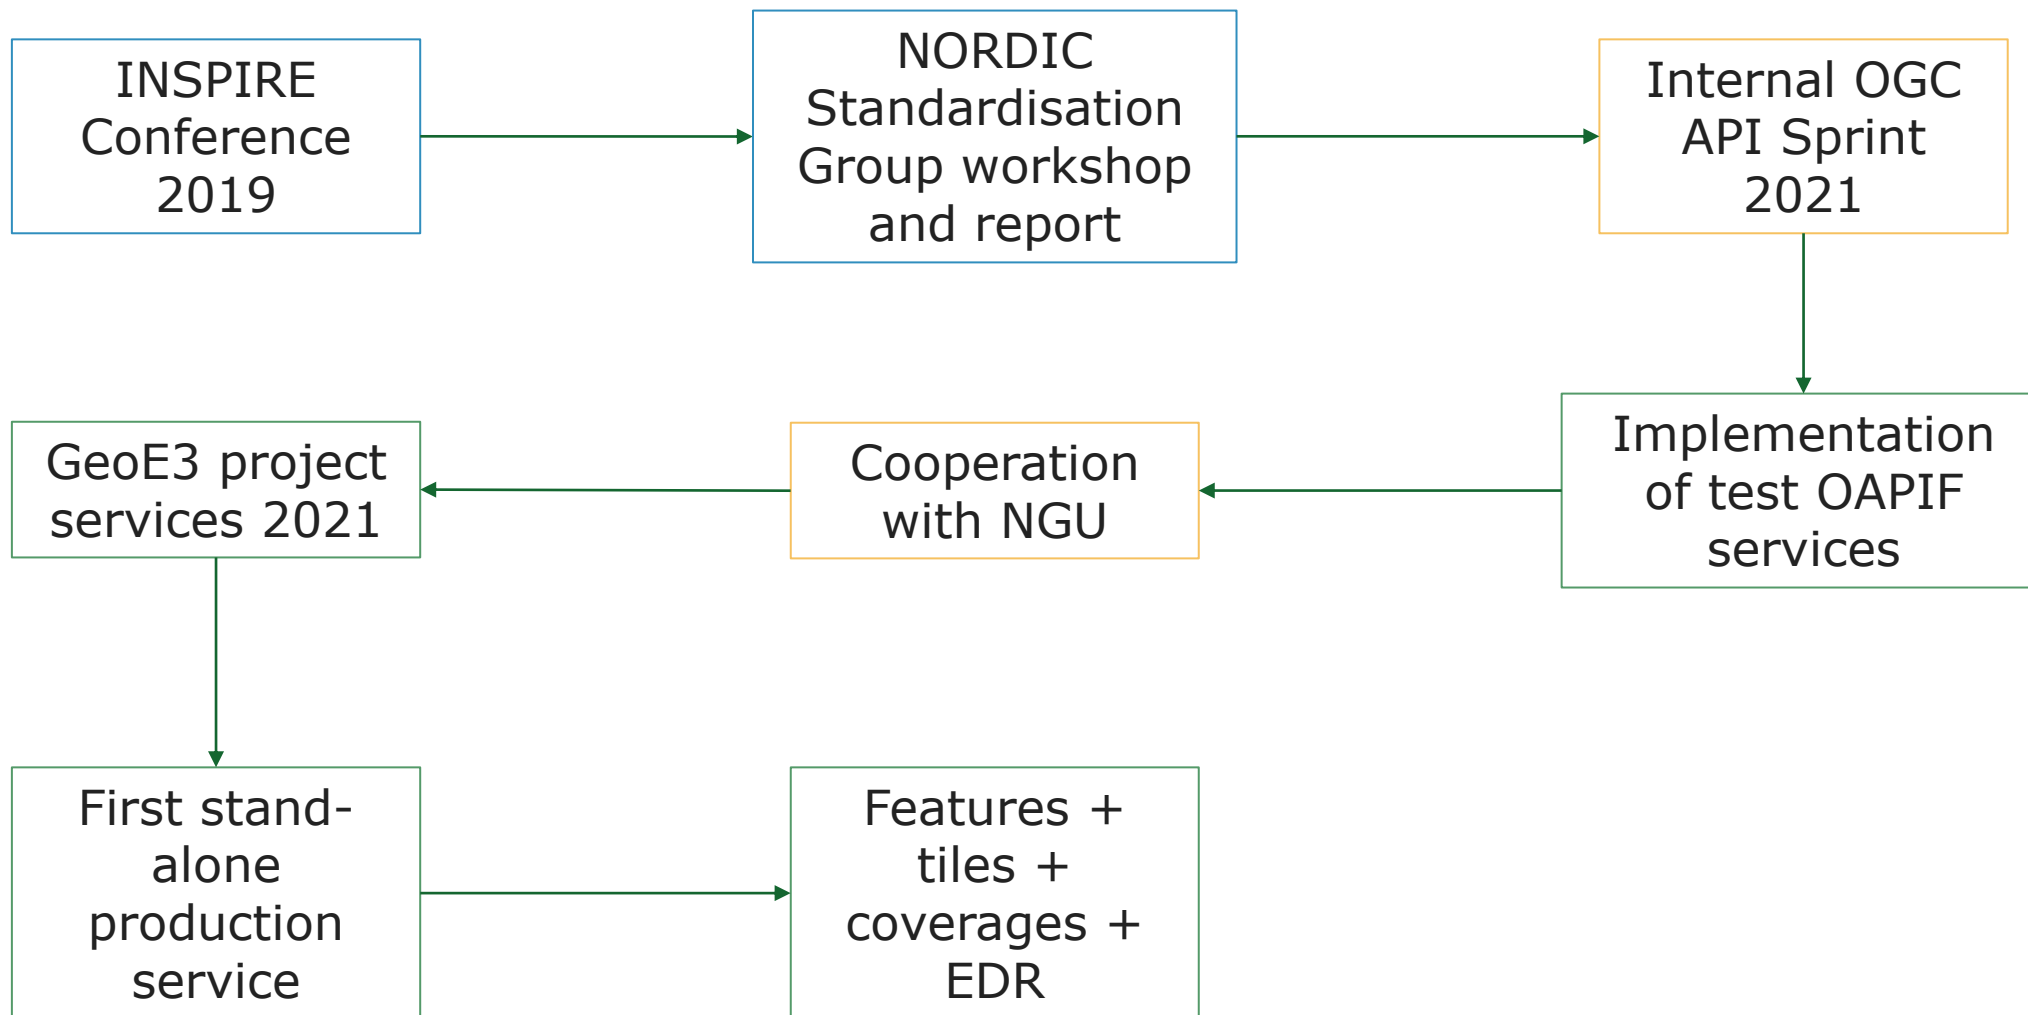 INSPIRE
Conference
2019
NORDIC
Standardisation
Group workshop
and report
Internal OGC
API Sprint
2021
Implementation
of test OAPIF
services
Cooperation
with NGU
GeoE3 project
services 2021
First stand-
alone
production
service
Features +
tiles +
coverages +
EDR